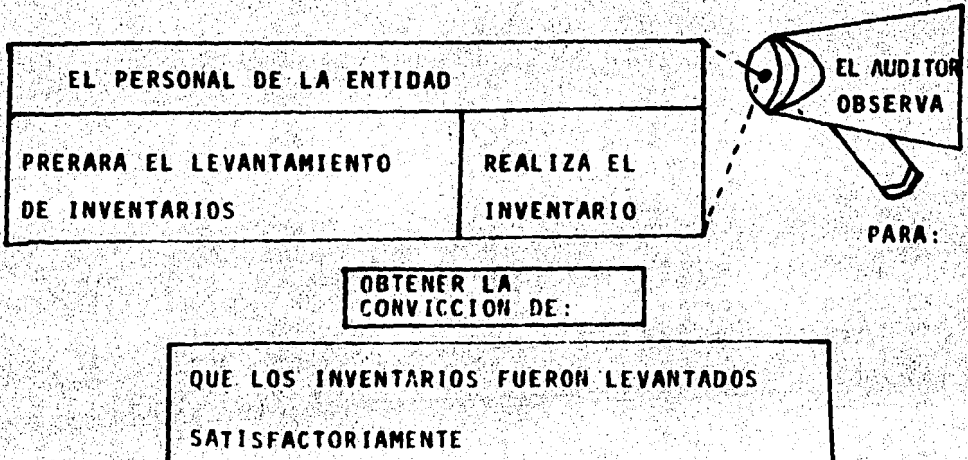 EL PERSONAL DE LA ENTIDAD
EL AUDITOR
OBSERVA
PRERARA EL LEVANTAMIENTO
DE INVENTARIOS
REALIZA EL
INVENTARIO
PARA:
OBTENER LA
CONVICCION DE:
QUE LOS INVENTARIOS FUERON LEVANTADOS
SATISFACTORIAMENTE